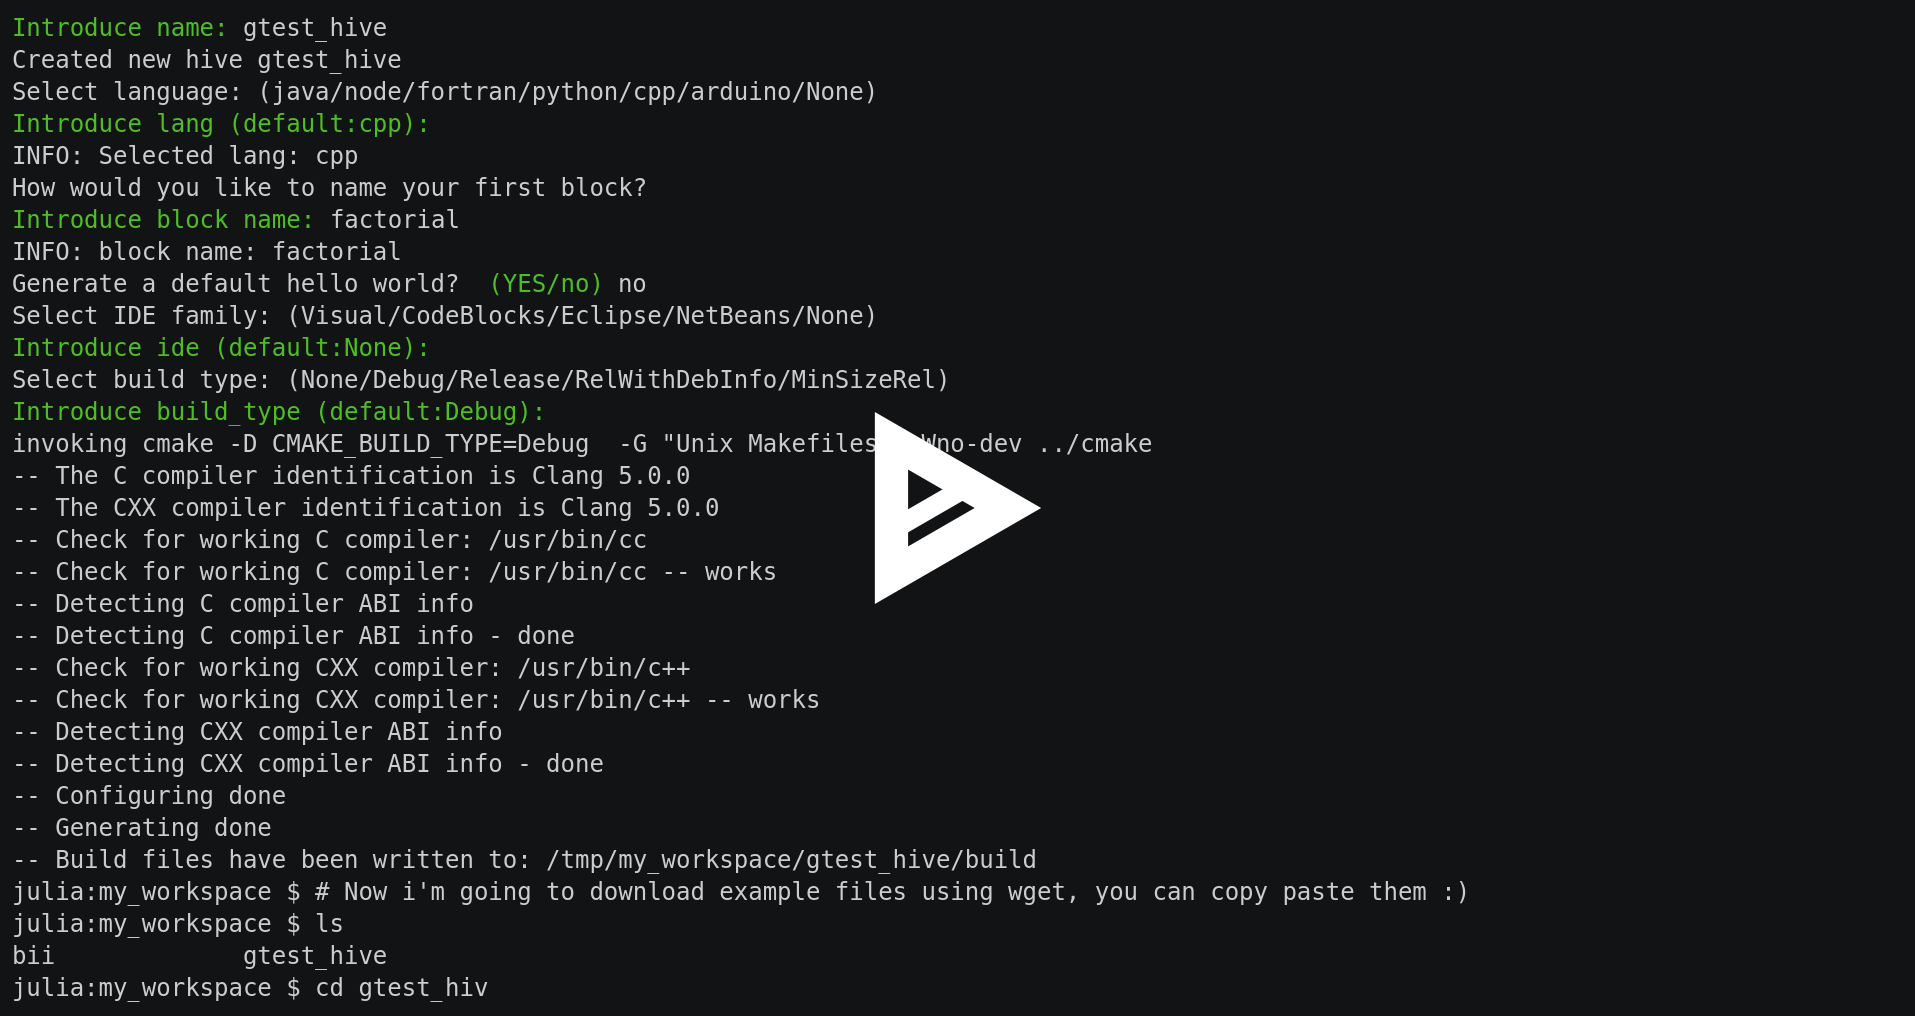 Introduce name: gtest_hive
Created new hive gtest_hive
Select language: (java/node/fortran/python/cpp/arduino/None)
Introduce lang (default:cpp):
INFO: Selected lang: cpp
How would you like to name your first block?
Introduce block name: factorial
INFO: block name: factorial
Generate a default hello world?  (YES/no) no
Select IDE family: (Visual/CodeBlocks/Eclipse/NetBeans/None)
Introduce ide (default:None):
Select build type: (None/Debug/Release/RelWithDebInfo/MinSizeRel)
Introduce build_type (default:Debug):
invoking cmake -D CMAKE_BUILD_TYPE=Debug  -G "Unix Makefiles Wno-dev ../cmake
-- The C compiler identification is Clang 5.0.0
-- The CXX compiler identification is Clang 5.0.0
-- Check for working C compiler: /usr/bin/cc
-- Check for working C compiler: /usr/bin/cc -- works
-- Detecting C compiler ABI info
-- Detecting C compiler ABI info - done
-- Check for working CXX compiler: /usr/bin/c++
-- Check for working CXX compiler: /usr/bin/c++ -- works
-- Detecting CXX compiler ABI info
-- Detecting CXX compiler ABI info - done
-- Configuring done
-- Generating done
-- Build files have been written to: /tmp/my_workspace/gtest_hive/build
julia:my_workspace $ # Now i'm going to download example files using wget, you can copy paste them :)
julia:my_workspace $ ls
bii             gtest_hive
julia:my_workspace $ cd gtest_hiv